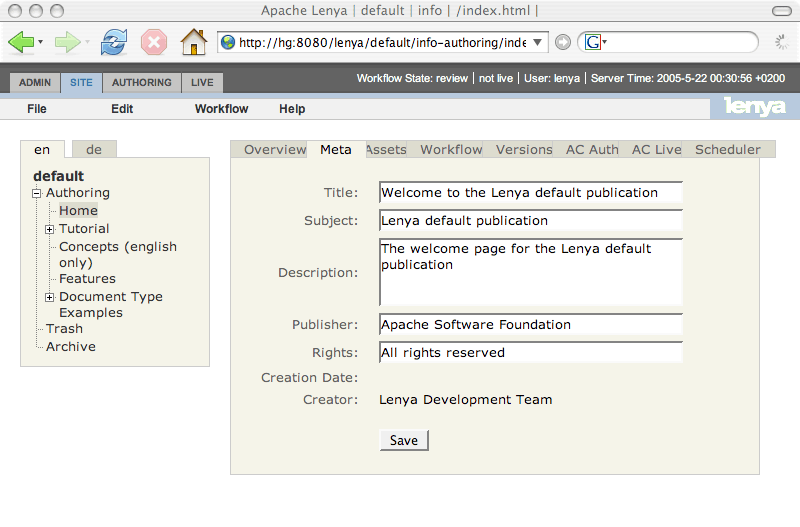 Apache Lenya | default | info | /index.html |
http://hg:8080/lenya/default/info-authoring/inde
G
ADMIN SITE AUTHORING LIVE
Workflow State: review | not live | User: lenya | Server Time: 2005-5-22 00:30:56 +0200
File Edit Workflow Help
lenya
en de
default
Authoring
Home
Tutorial
Concepts (english
only)
Features
Document Type
Examples
Trash
Archive
Overview Meta Assets Workflow Versions AC Auth AC Live Scheduler
Title: Welcome to the Lenya default publication
Subject: Lenya default publication
Description: The welcome page for the Lenya default
publication
Publisher: Apache Software Foundation
Rights: All rights reserved
Creation Date:
Creator: Lenya Development Team
Save